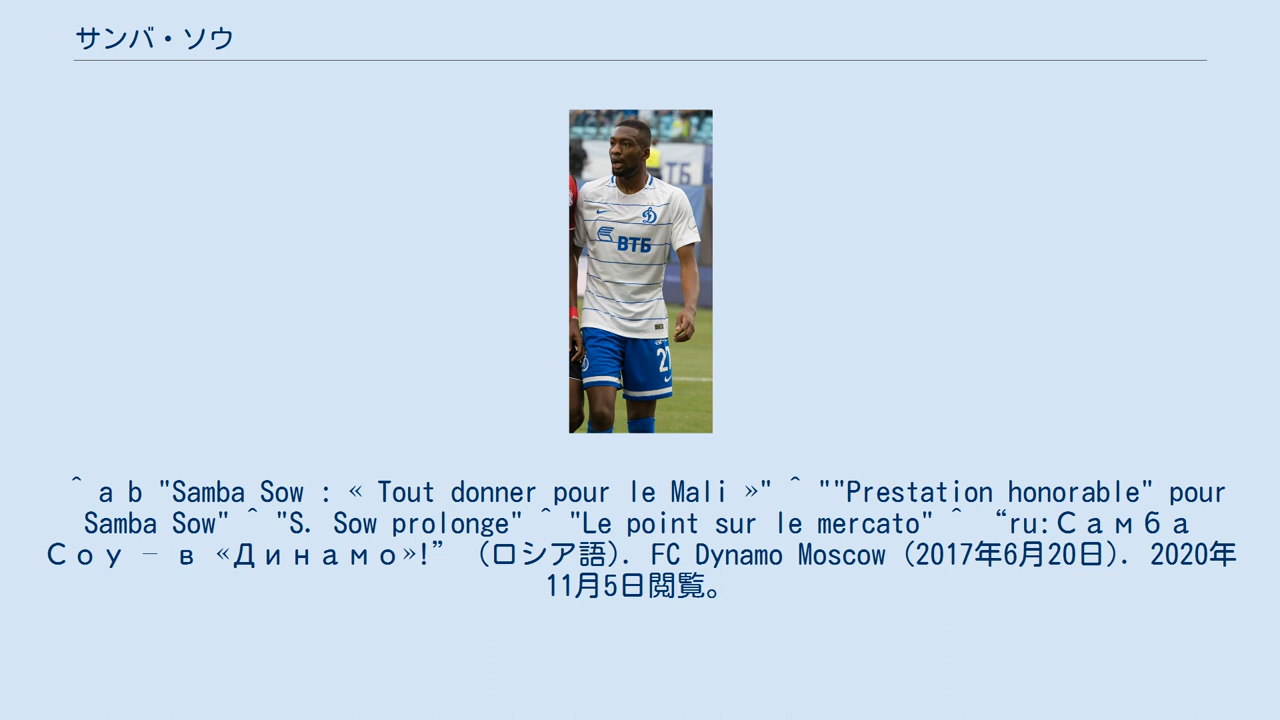 サンバ・ソウ
ТБ
ВТБ
27
^ a b "Samba Sow : « Tout donner pour le Mali »" ^ ""Prestation honorable" pour
Samba Sow" ^ "S. Sow prolonge" ^ "Le point sur le mercato" ^ “ru:Самба
Соу – в «Динамо»!” (ロシア語). FC Dynamo Moscow (2017年6月20日). 2020年
11月5日閲覧。